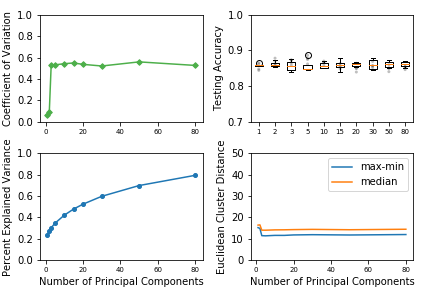 Coefficient of Variation
1.0
0.8
0.6
0.4
0.2
0.0
0 20 40 60 80
Testing Accuracy
1.0
0.9
0.8
0.7
1 2 3 5 10 15 20 30 50 80
Percent Explained Variance
1.0
0.8
0.6
0.4
0.2
0.0
0 20 40 60 80
Number of Principal Components
Euclidean Cluster Distance
50
40
30
20
10
0
max-min
median
0 20 40 60 80
Number of Principal Components